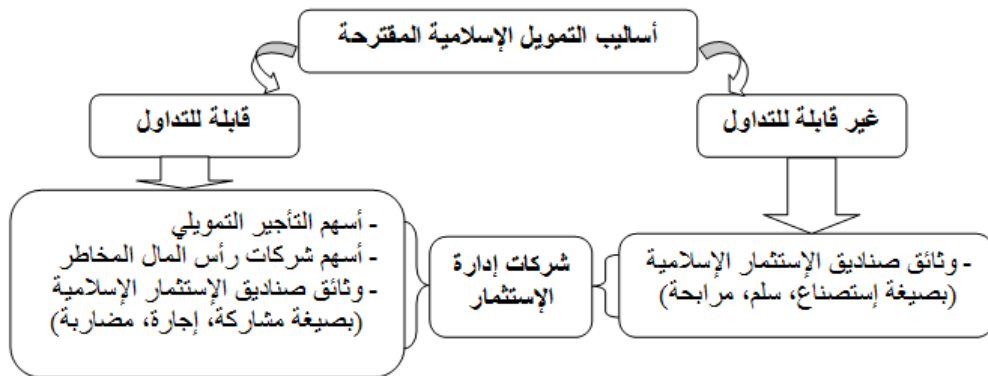 أساليب التمويل الإسلامية المقترحة
غير قابلة للتداول
قابلة للتداول
- وثائق صناديق الإستثمار الإسلامية
(بصيغة إستصناع، سلم، مرابحة)
شركات إدارة
الإستثمار
- أسهم التأجير التمويلي
- أسهم شركات رأس المال المخاطر
- وثائق صناديق الإستثمار الإسلامية
(بصيغة مشاركة، إجارة، مضاربة)